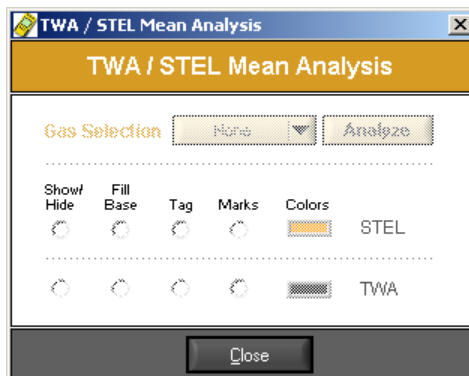 TWA / STEL Mean Analysis
TWA / STEL Mean Analysis
Gas Selection None Analyze
Show/ Fill
Hide Base Tag Marks Colors
STEL
TWA
Close